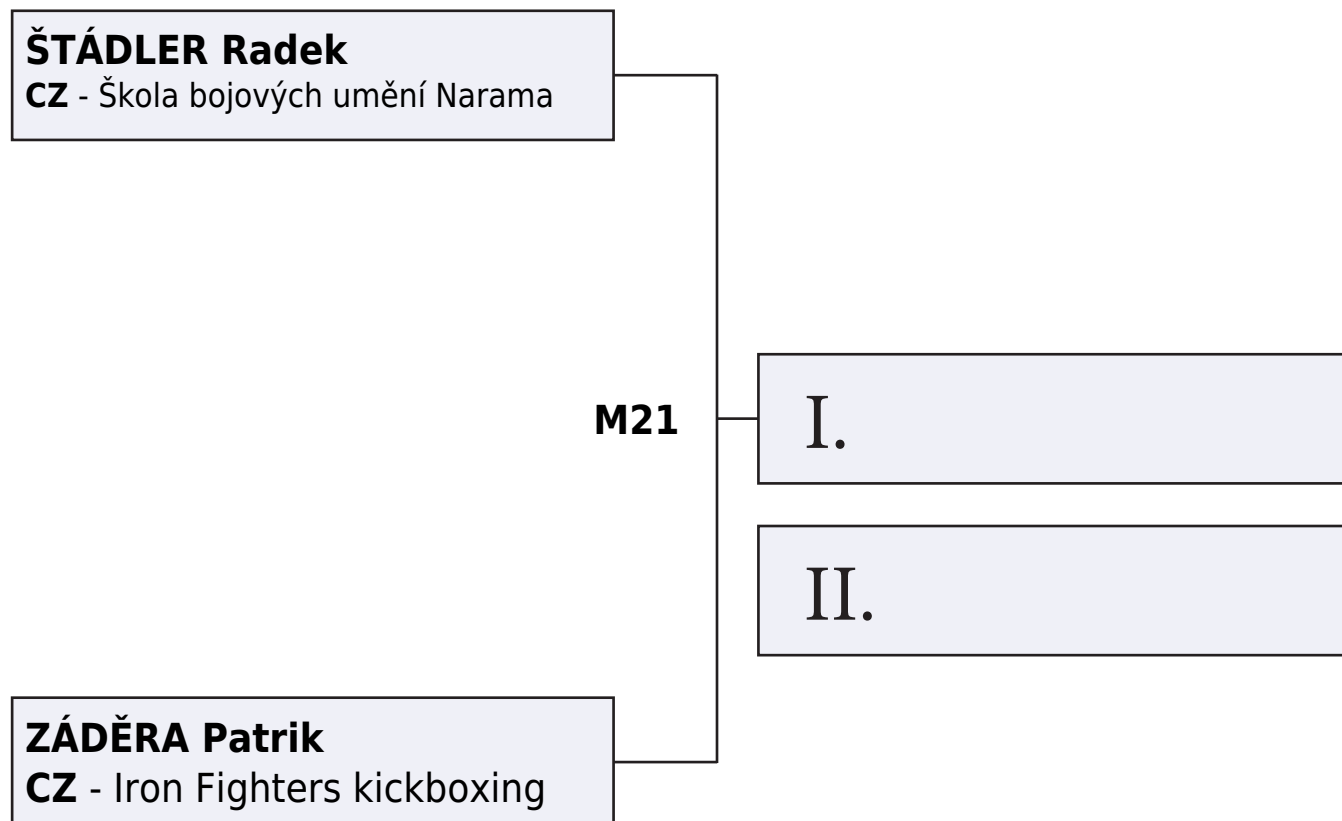 ŠTÁDLER Radek
CZ - Škola bojových umění Narama
M21
I.
II.
ZÁDĚRA Patrik
CZ - Iron Fighters kickboxing